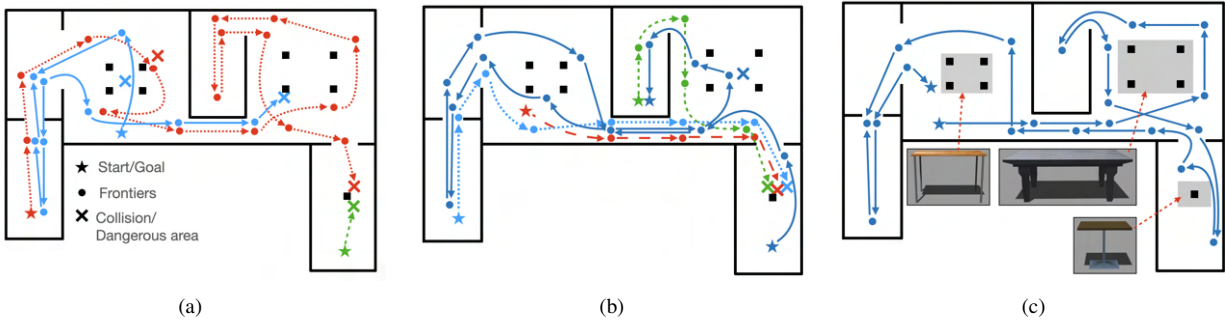 Start/Goal
Frontiers
Collision/
Dangerous area
(a)
(b)
(c)